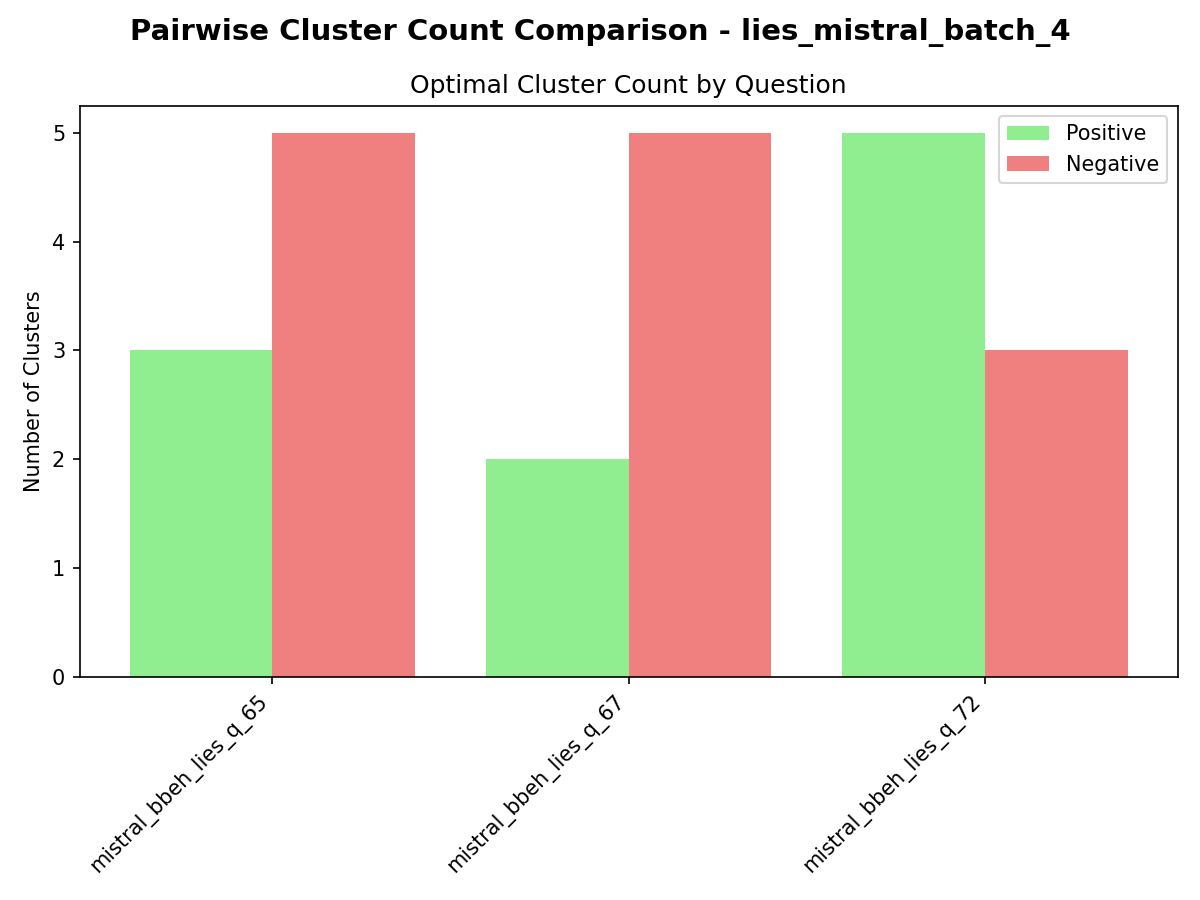 Pairwise Cluster Count Comparison - lies_mistral_batch_4
Optimal Cluster Count by Question
Positive
Negative
Number of Clusters
5
4
3
2
1
0
mistral_bbeh_lies_q_65
mistral_bbeh_lies_q_67
mistral_bbeh_lies_q_72